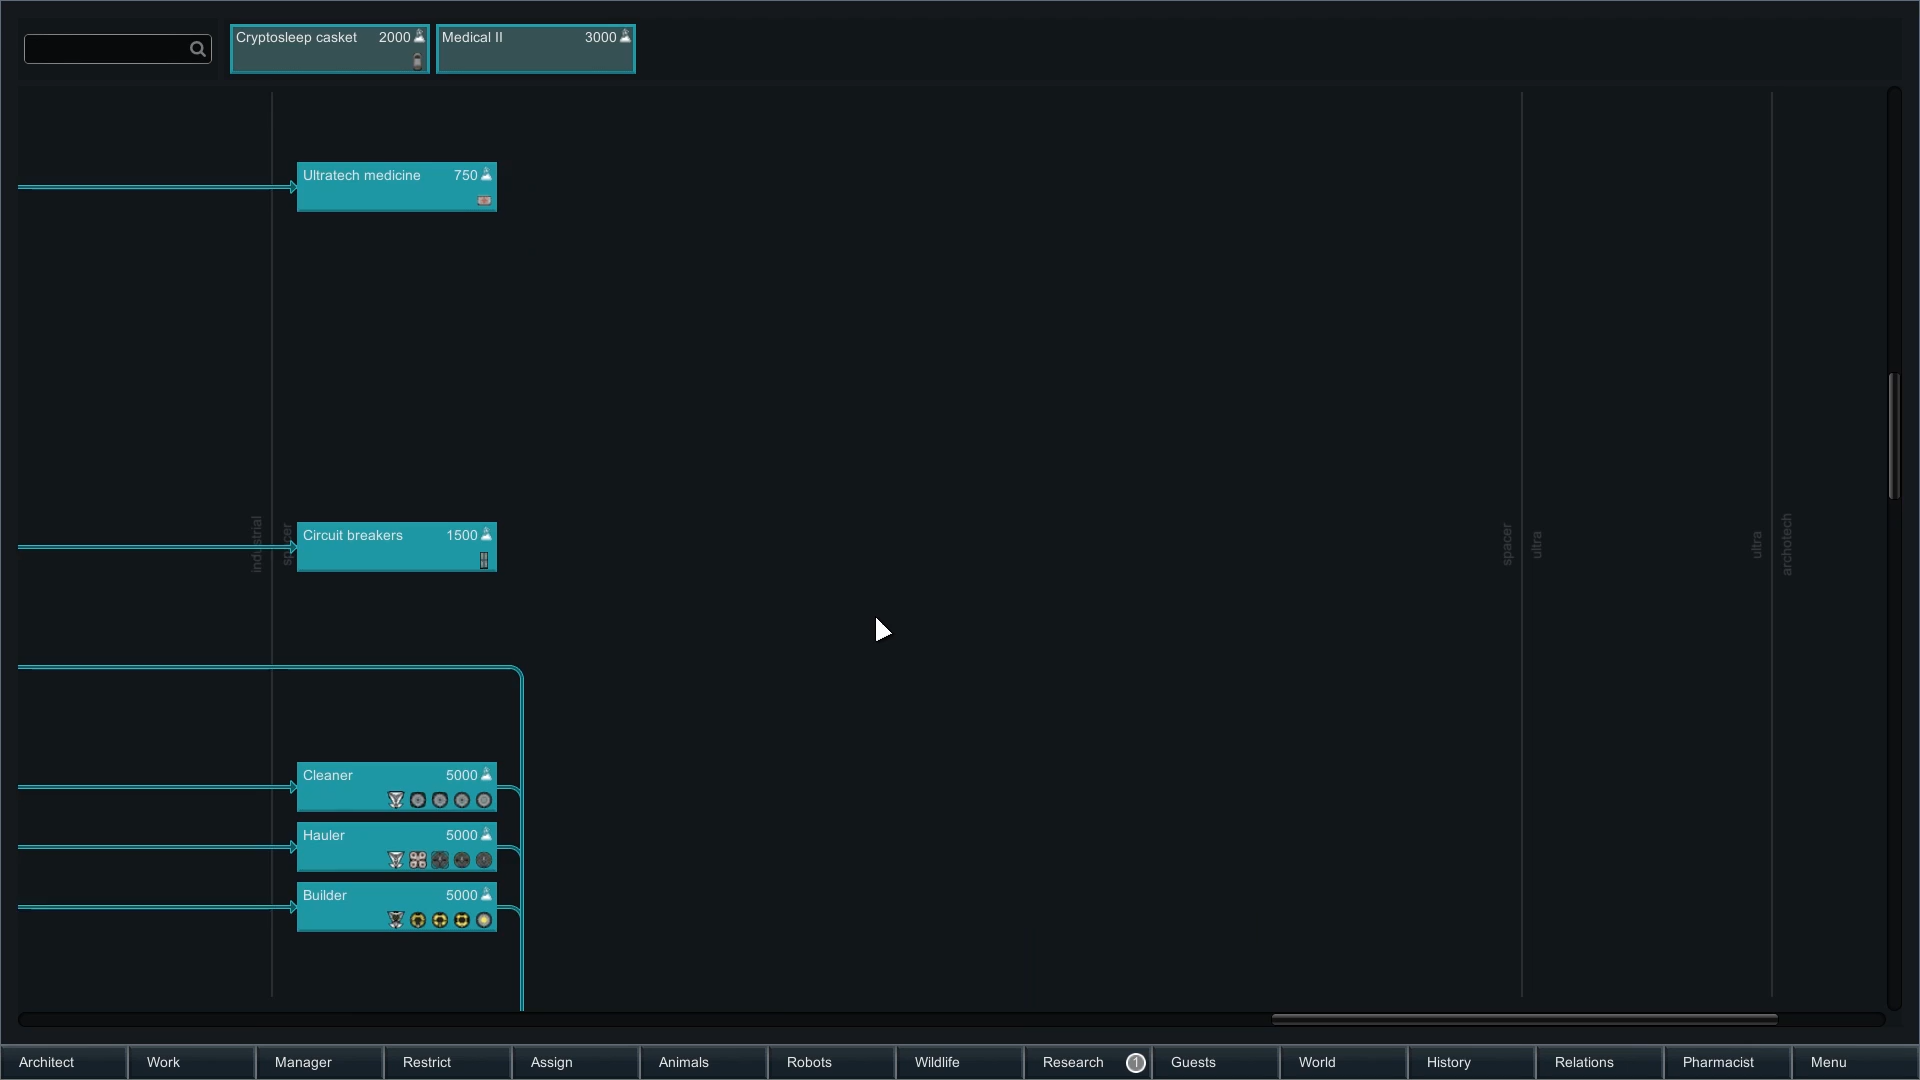 Cryptosleep casket 2000
Medical II 3000
Ultratech medicine 750
industrial
spacer
Circuit breakers 1500
spacer
ultra
ultra
archotech
Cleaner 5000
Hauler 5000
Builder 5000
Architect
Work
Manager
Restrict
Assign
Animals
Robots
Wildlife
Research 1
Guests
World
History
Relations
Pharmacist
Menu